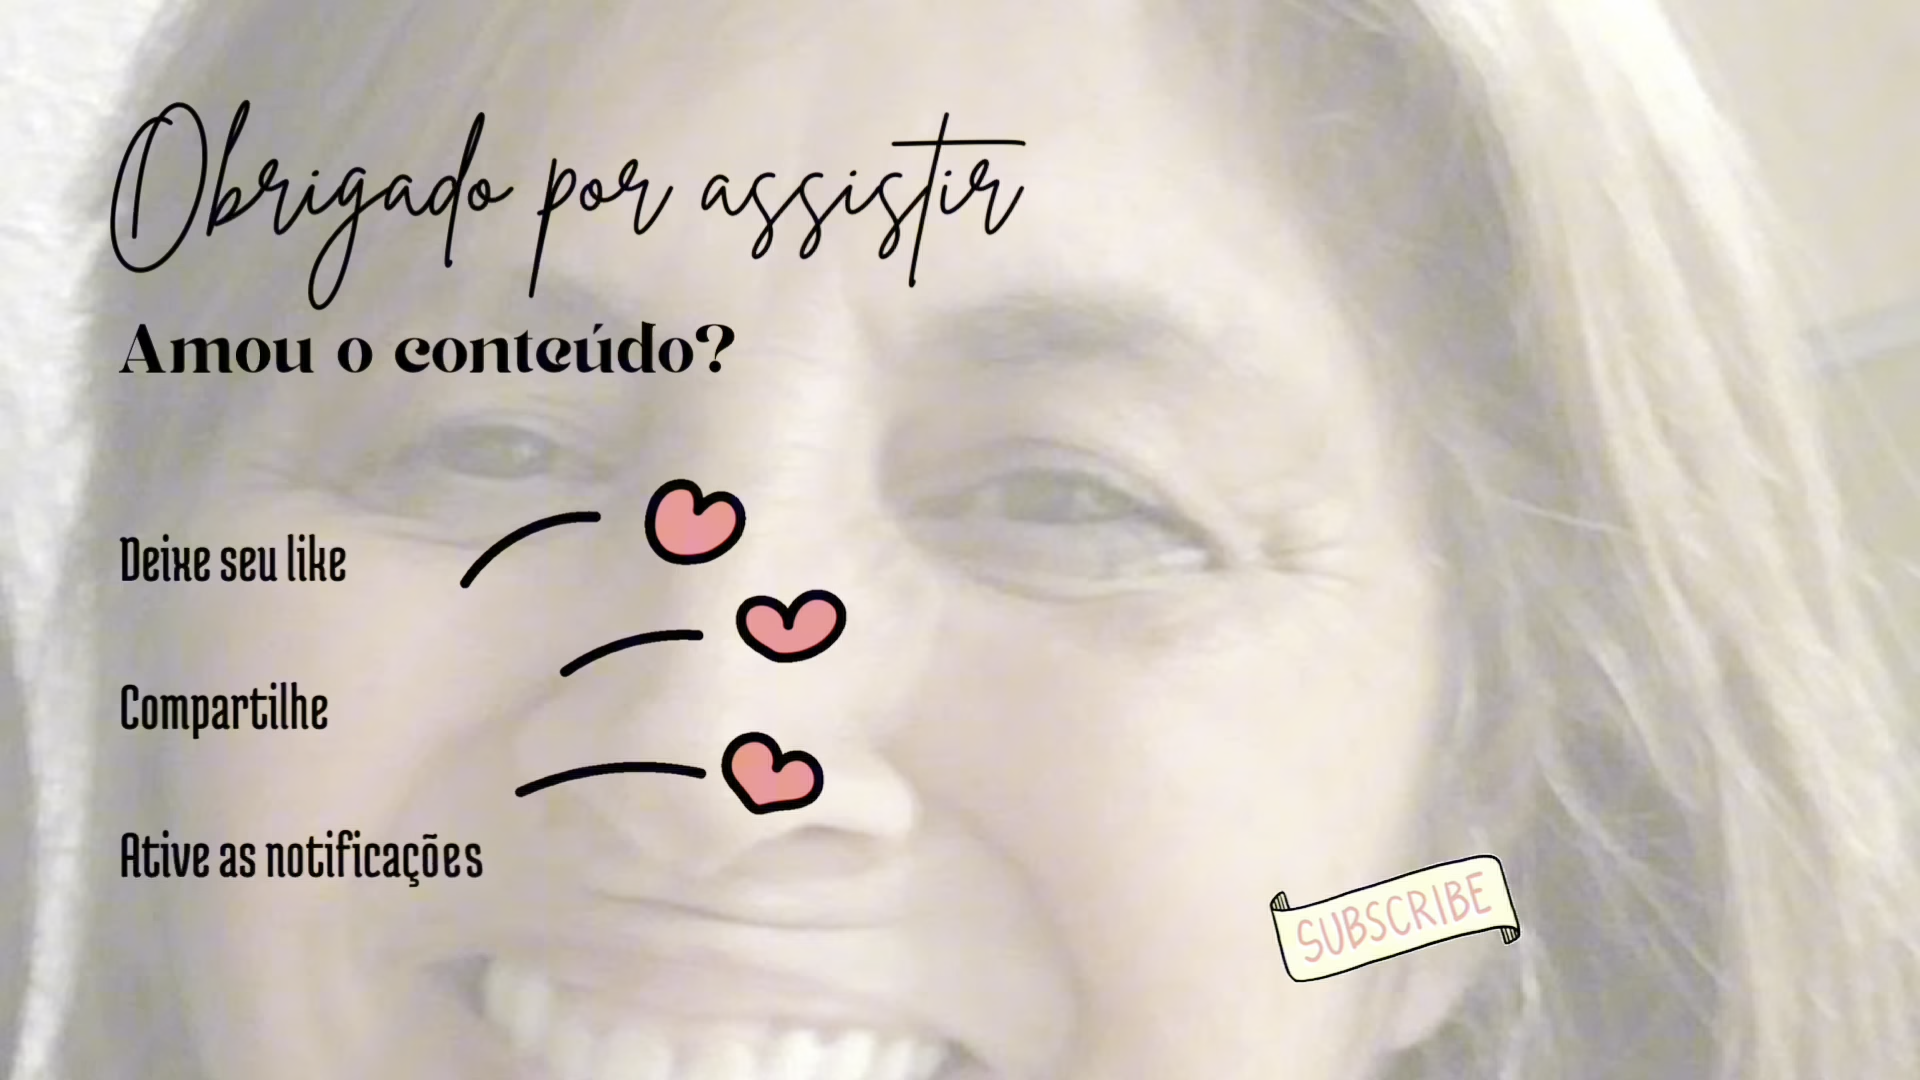 Obrigado por assistir
Amou o conteúdo?
Deixe seu like
Compartilhe
Ative as notificações
SUBSCRIBE